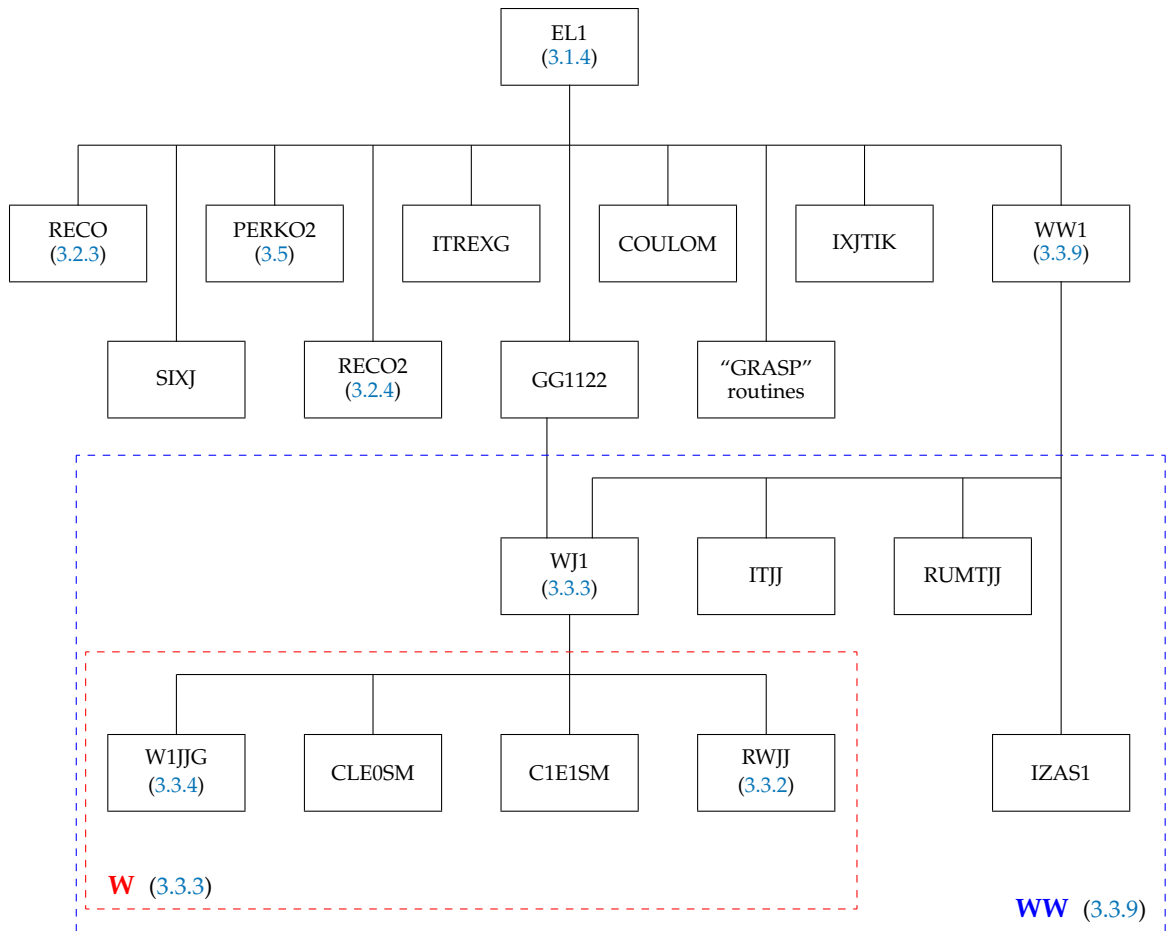 EL1
(3.1.4)
RECO
(3.2.3)
PERKO2
(3.5)
ITREXG
COULOM
IXJTIK
WW1
(3.3.9)
SIXJ
RECO2
(3.2.4)
GG1122
“GRASP”
routines
WJ1
(3.3.3)
ITJJ
RUMTJJ
W1JJG
(3.3.4)
CLE0SM
C1E1SM
RWJJ
(3.3.2)
IZAS1
W (3.3.3)
WW (3.3.9)